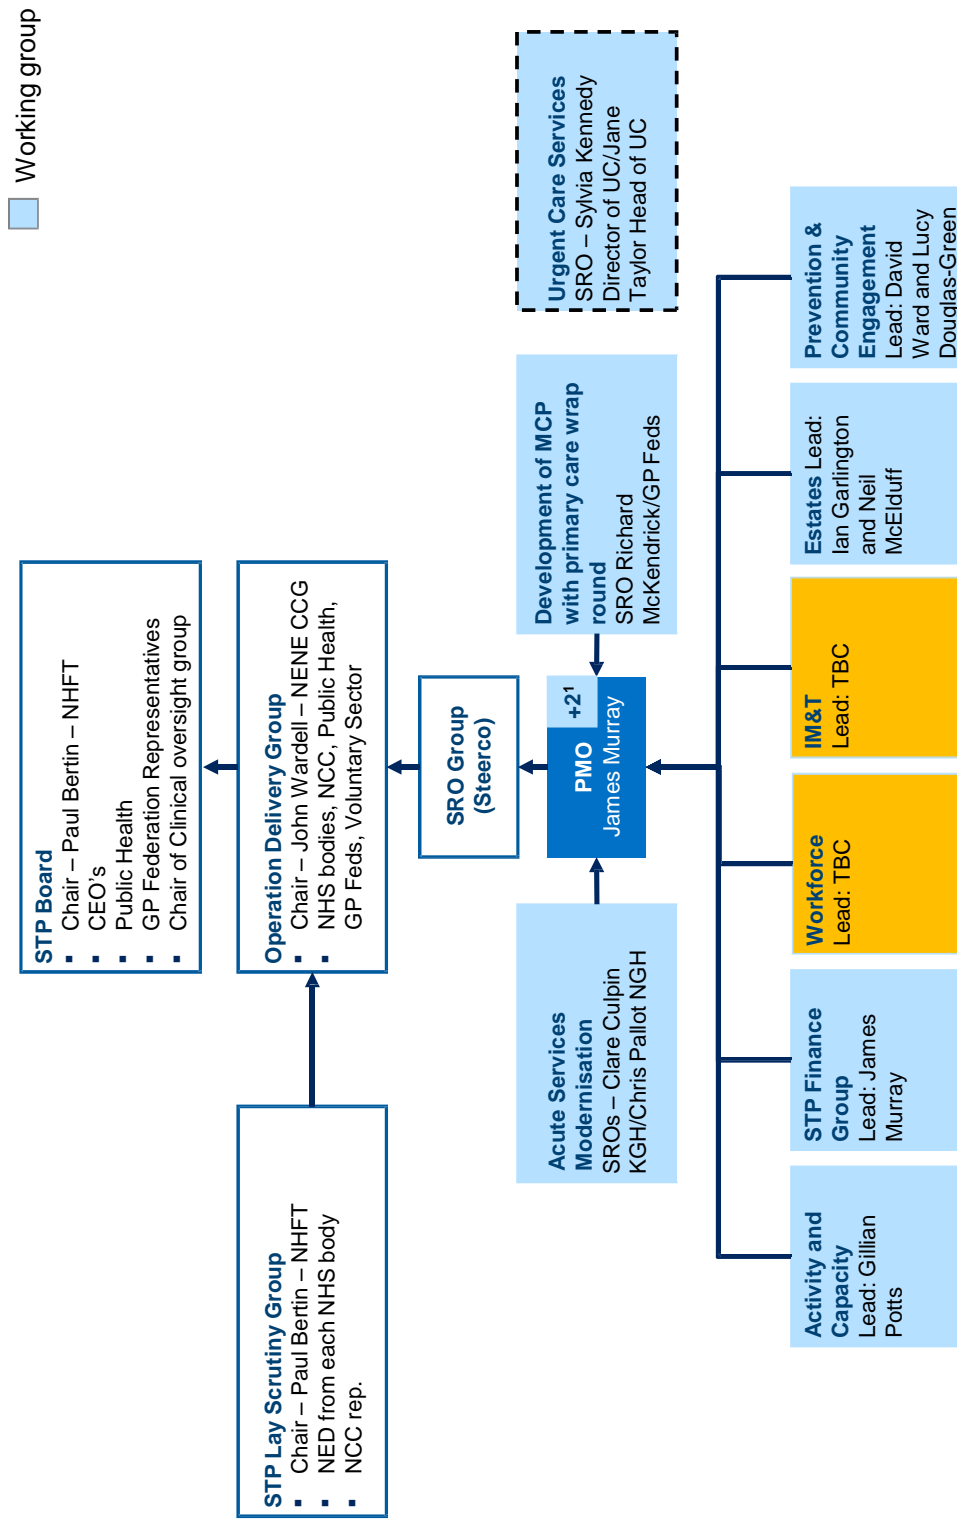 Working group
STP Board
▪ Chair – Paul Bertin – NHFT
▪ CEO's
▪ Public Health
▪ GP Federation Representatives
▪ Chair of Clinical oversight group
STP Lay Scrutiny Group
▪ Chair – Paul Bertin – NHFT
▪ NED from each NHS body
▪ NCC rep.
Operation Delivery Group
▪ Chair – John Wardell – NENE CCG
▪ NHS bodies, NCC, Public Health,
GP Feds, Voluntary Sector
SRO Group
(Steerco)
Acute Services
Modernisation
SROs – Clare Culpin
KGH/Chris Pallot NGH
+2¹
PMO
James Murray
Development of MCP
with primary care wrap
round
SRO Richard
McKendrick/GP Feds
Urgent Care Services
SRO – Sylvia Kennedy
Director of UC/Jane
Taylor Head of UC
Activity and
Capacity
Lead: Gillian
Potts
STP Finance
Group
Lead: James
Murray
Workforce
Lead: TBC
IM&T
Lead: TBC
Estates Lead:
Ian Garlington
and Neil
McElduff
Prevention &
Community
Engagement
Lead: David
Ward and Lucy
Douglas-Green